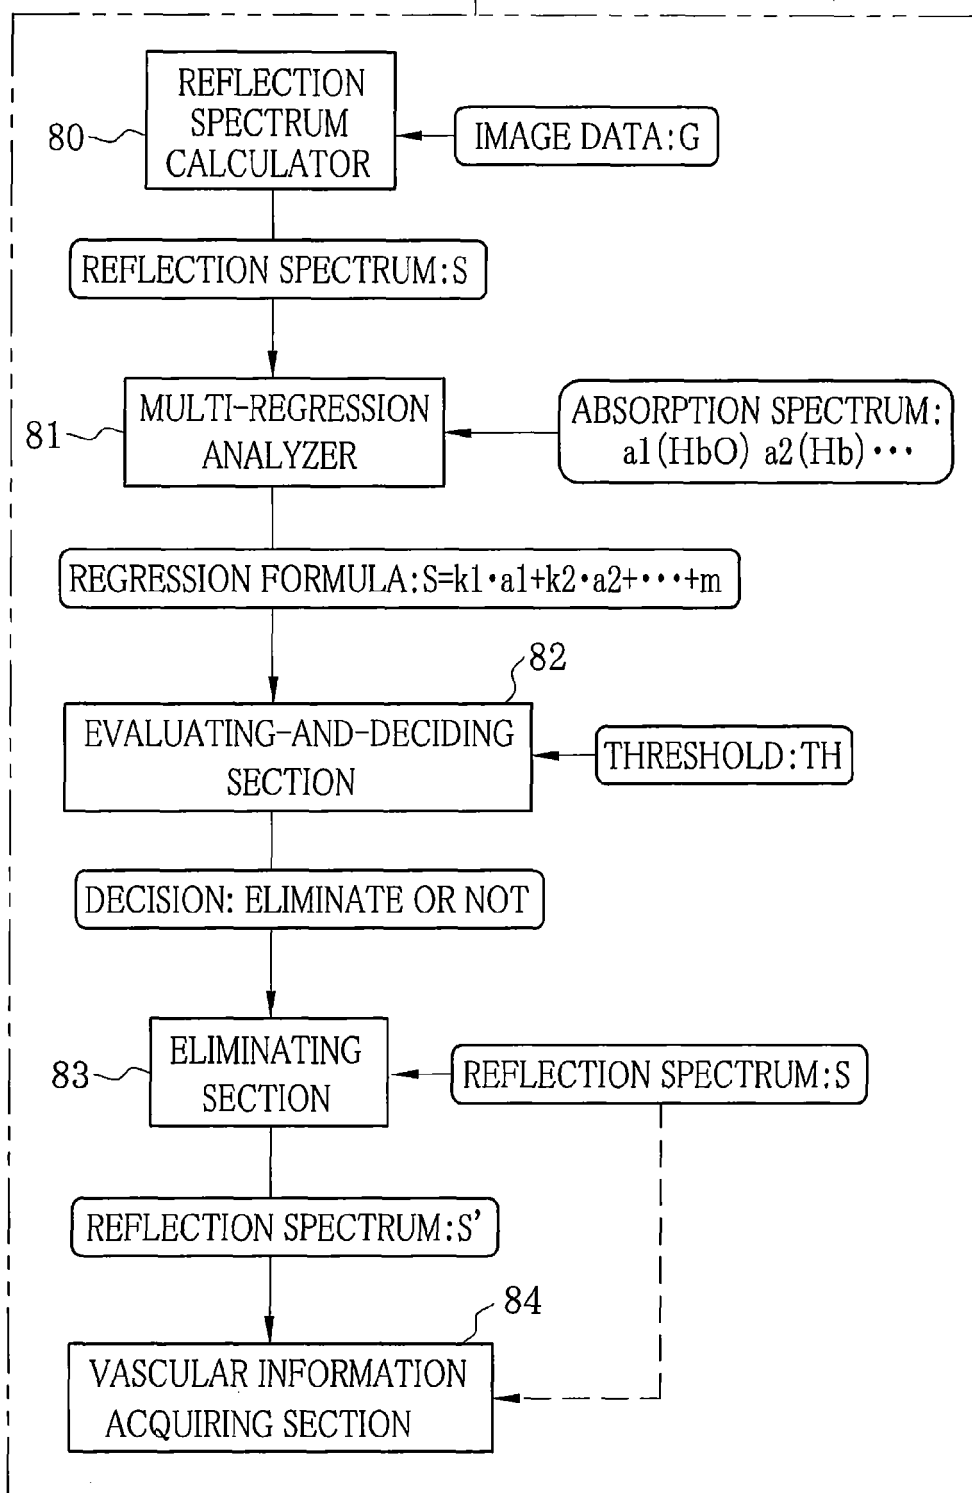 REFLECTION
SPECTRUM
CALCULATOR
80
IMAGE DATA:G
REFLECTION SPECTRUM:S
MULTI-REGRESSION
ANALYZER
81
ABSORPTION SPECTRUM:
a1(HbO) a2(Hb)···
REGRESSION FORMULA:S=k1·a1+k2·a2+···+m
82
EVALUATING-AND-DECIDING
SECTION
THRESHOLD:TH
DECISION: ELIMINATE OR NOT
ELIMINATING
SECTION
83
REFLECTION SPECTRUM:S
REFLECTION SPECTRUM:S'
84
VASCULAR INFORMATION
ACQUIRING SECTION